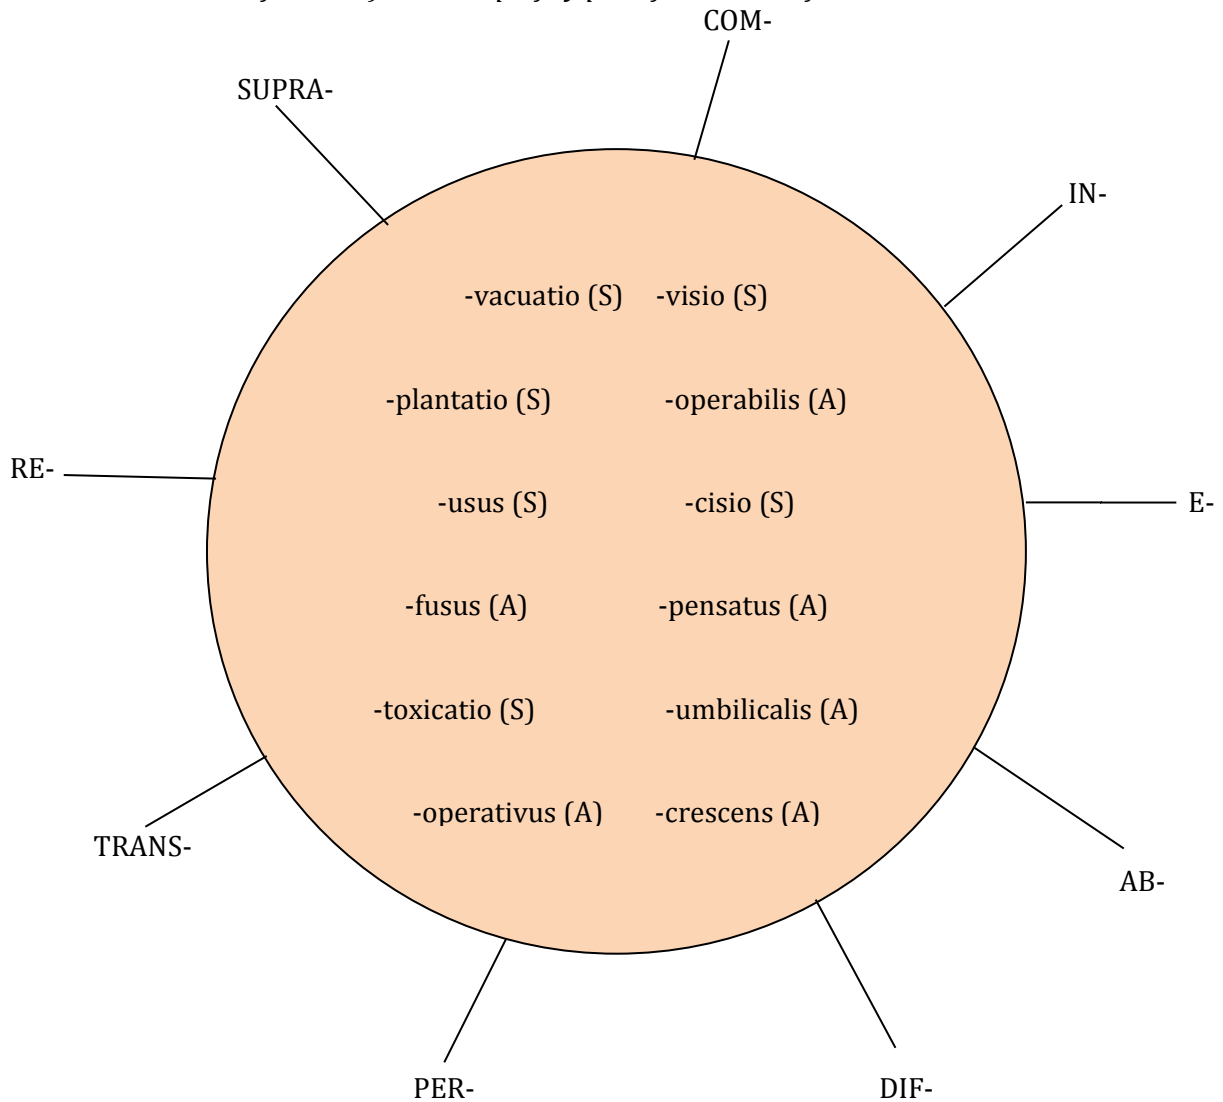 COM-
SUPRA-
IN-
-vacuatio (S) -visio (S)
-plantatio (S) -operabilis (A)
RE-
-usus (S) -cisio (S)
E-
-fusus (A) -pensatus (A)
-toxicatio (S) -umbilicalis (A)
-operativus (A) -crescens (A)
TRANS-
AB-
PER-
DIF-